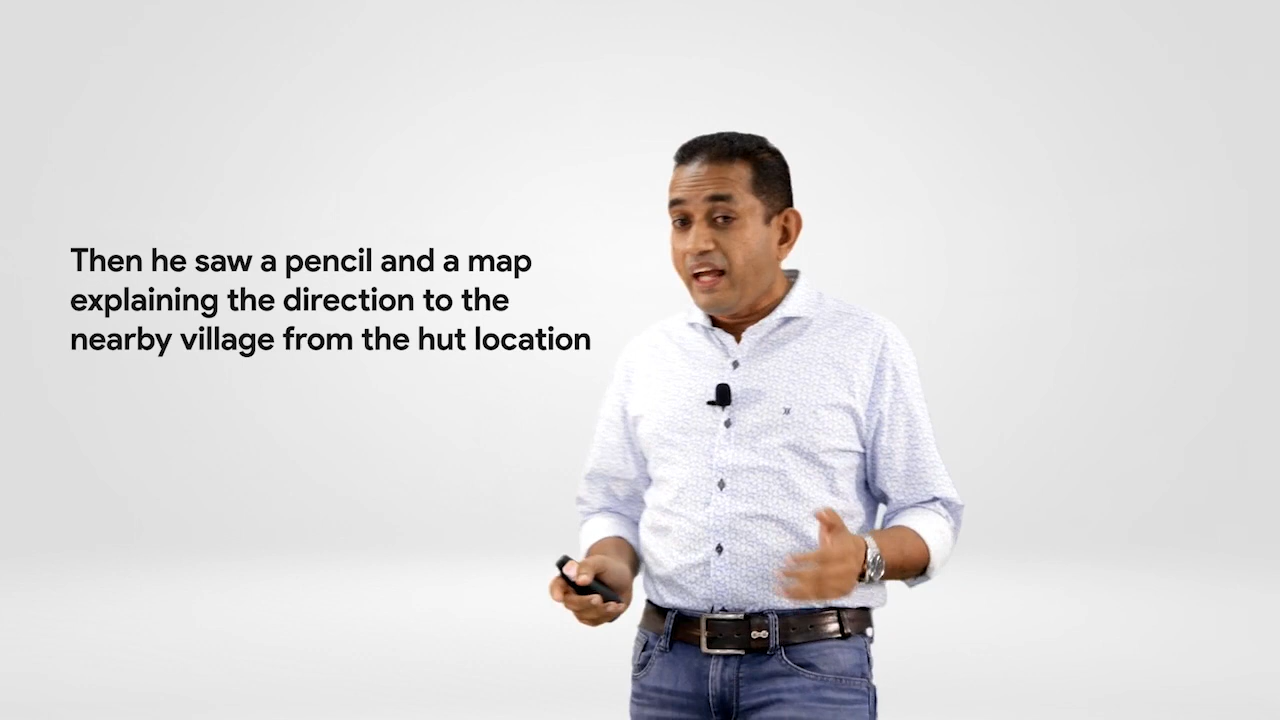 Then he saw a pencil and a map
explaining the direction to the
nearby village from the hut location